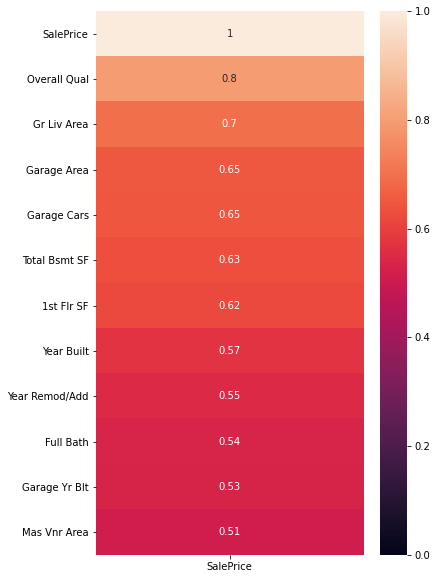 SalePrice 1
Overall Qual 0.8
Gr Liv Area 0.7
Garage Area 0.65
Garage Cars 0.65
Total Bsmt SF 0.63
1st Flr SF 0.62
Year Built 0.57
Year Remod/Add 0.55
Full Bath 0.54
Garage Yr Blt 0.53
Mas Vnr Area 0.51
SalePrice
1.0
0.8
0.6
0.4
0.2
0.0